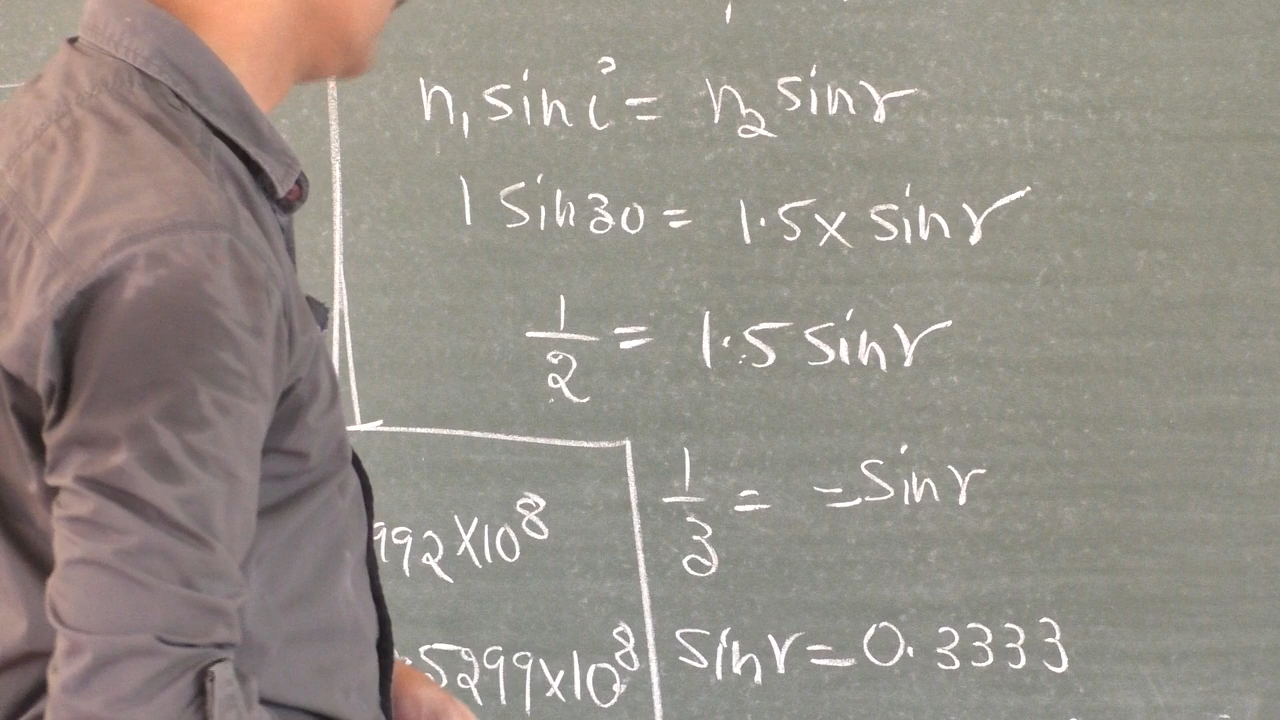 n₁ sin i = n₂ sin r
1 sin 30 = 1.5 x sin r
1/2 = 1.5 sin r
1/3 = = sin r
992 x 10⁸
sin r = 0.3333
5299 x 10⁸